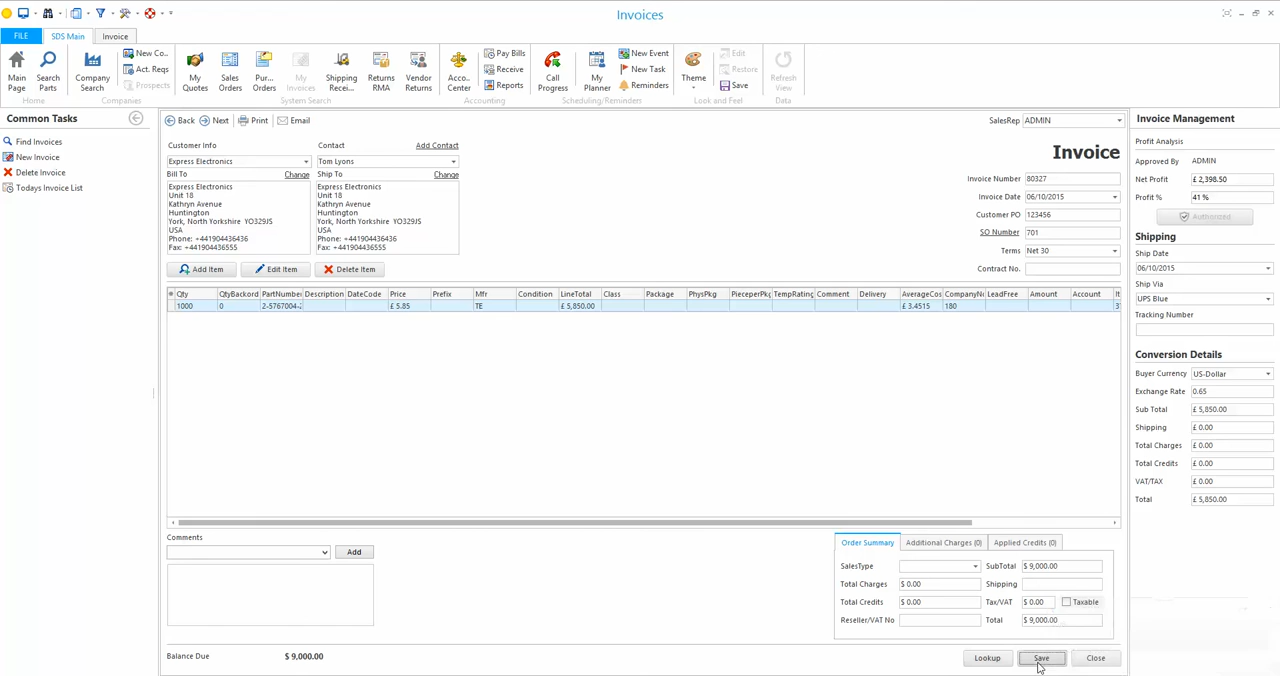 Invoices
FILE SDS Main Invoice
Main Page
Search Parts
Home
Company Search
New Co...
Act. Reqs
Prospects
Companies
My Quotes
Sales Orders
Pur... Orders
My Invoices
Shipping Recei...
Returns RMA
Vendor Returns
System Search
Acco... Center
Pay Bills
Receive
Reports
Accounting
Call Progress
My Planner
New Event
New Task
Reminders
Scheduling/Reminders
Theme
Edit
Restore
Save
Look and Feel
Refresh View
Data
Common Tasks
Find Invoices
New Invoice
Delete Invoice
Todays Invoice List
Back Next Print Email
SalesRep ADMIN
Customer Info Contact Add Contact
Express Electronics Tom Lyons
Bill To Change Ship To Change
Express Electronics
Unit 18
Kathryn Avenue
Huntington
York, North Yorkshire YO329JS
USA
Phone: +441904436436
Fax: +441904436555
Express Electronics
Unit 18
Kathryn Avenue
Huntington
York, North Yorkshire YO329JS
USA
Phone: +441904436436
Fax: +441904436555
Invoice
Invoice Number 80327
Invoice Date 06/10/2015
Customer PO 123456
SO Number 701
Terms Net 30
Contract No.
Add Item Edit Item Delete Item
Qty QtyBackord PartNumber Description DateCode Price Prefix Mfr Condition LineTotal Class Package PhysPkg PieceperPkg TempRating Comment Delivery AverageCos CompanyNu LeadFree Amount Account It
1000 0 2-5767004-2 £ 5.85 TE £ 5,850.00 £ 3.4515 180
Comments
Add
Order Summary Additional Charges (0) Applied Credits (0)
SalesType SubTotal $ 9,000.00
Total Charges $ 0.00 Shipping
Total Credits $ 0.00 Tax/VAT $ 0.00 Taxable
Reseller/VAT No Total $ 9,000.00
Balance Due $ 9,000.00
Lookup Save Close
Invoice Management
Profit Analysis
Approved By ADMIN
Net Profit £ 2,398.50
Profit % 41 %
Authorized
Shipping
Ship Date
06/10/2015
Ship Via
UPS Blue
Tracking Number
Conversion Details
Buyer Currency US-Dollar
Exchange Rate 0.65
Sub Total £ 5,850.00
Shipping £ 0.00
Total Charges £ 0.00
Total Credits £ 0.00
VAT/TAX £ 0.00
Total £ 5,850.00